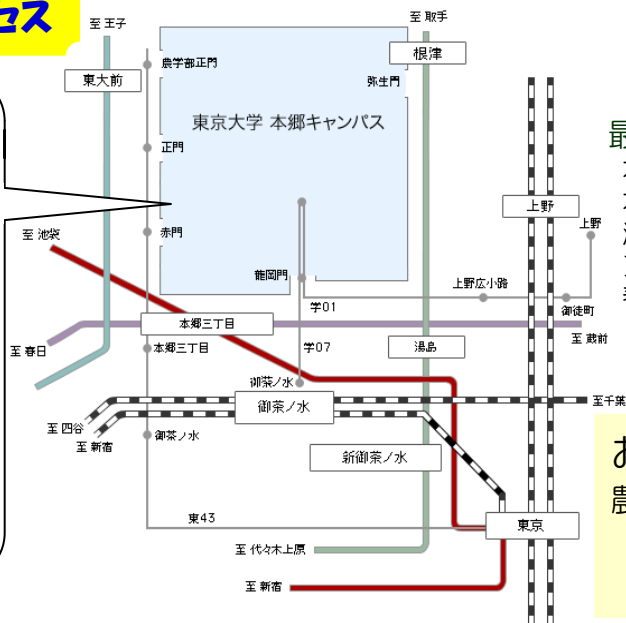 セス
至 王子
至 取手
東大前
農学部正門
根津
弥生門
東京大学 本郷キャンパス
最
正門
上野
赤門
上野
至 池袋
龍岡門
上野広小路
学01
御徒町
本郷三丁目
至 春日
本郷三丁目
学07
湯島
至 蔵前
御茶ノ水
御茶ノ水
至千葉
至 四谷
至 新宿
御茶ノ水
新御茶ノ水
お
農
東43
東京
至 代々木上原
至 新宿